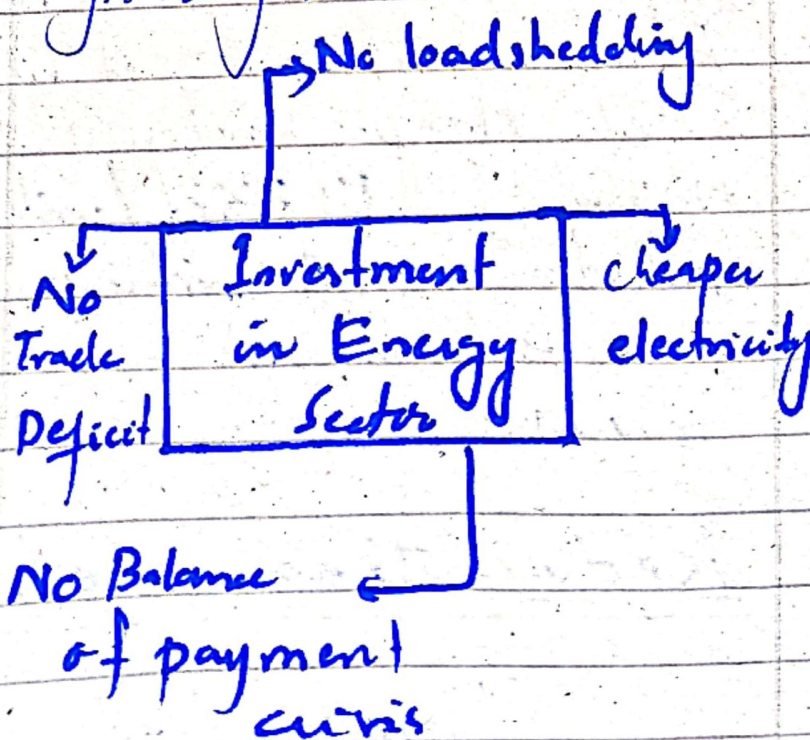 No loadshedding
Investment
in Energy
Sector
No
Trade
Deficit
cheaper
electricity
No Balance
of payment
crisis